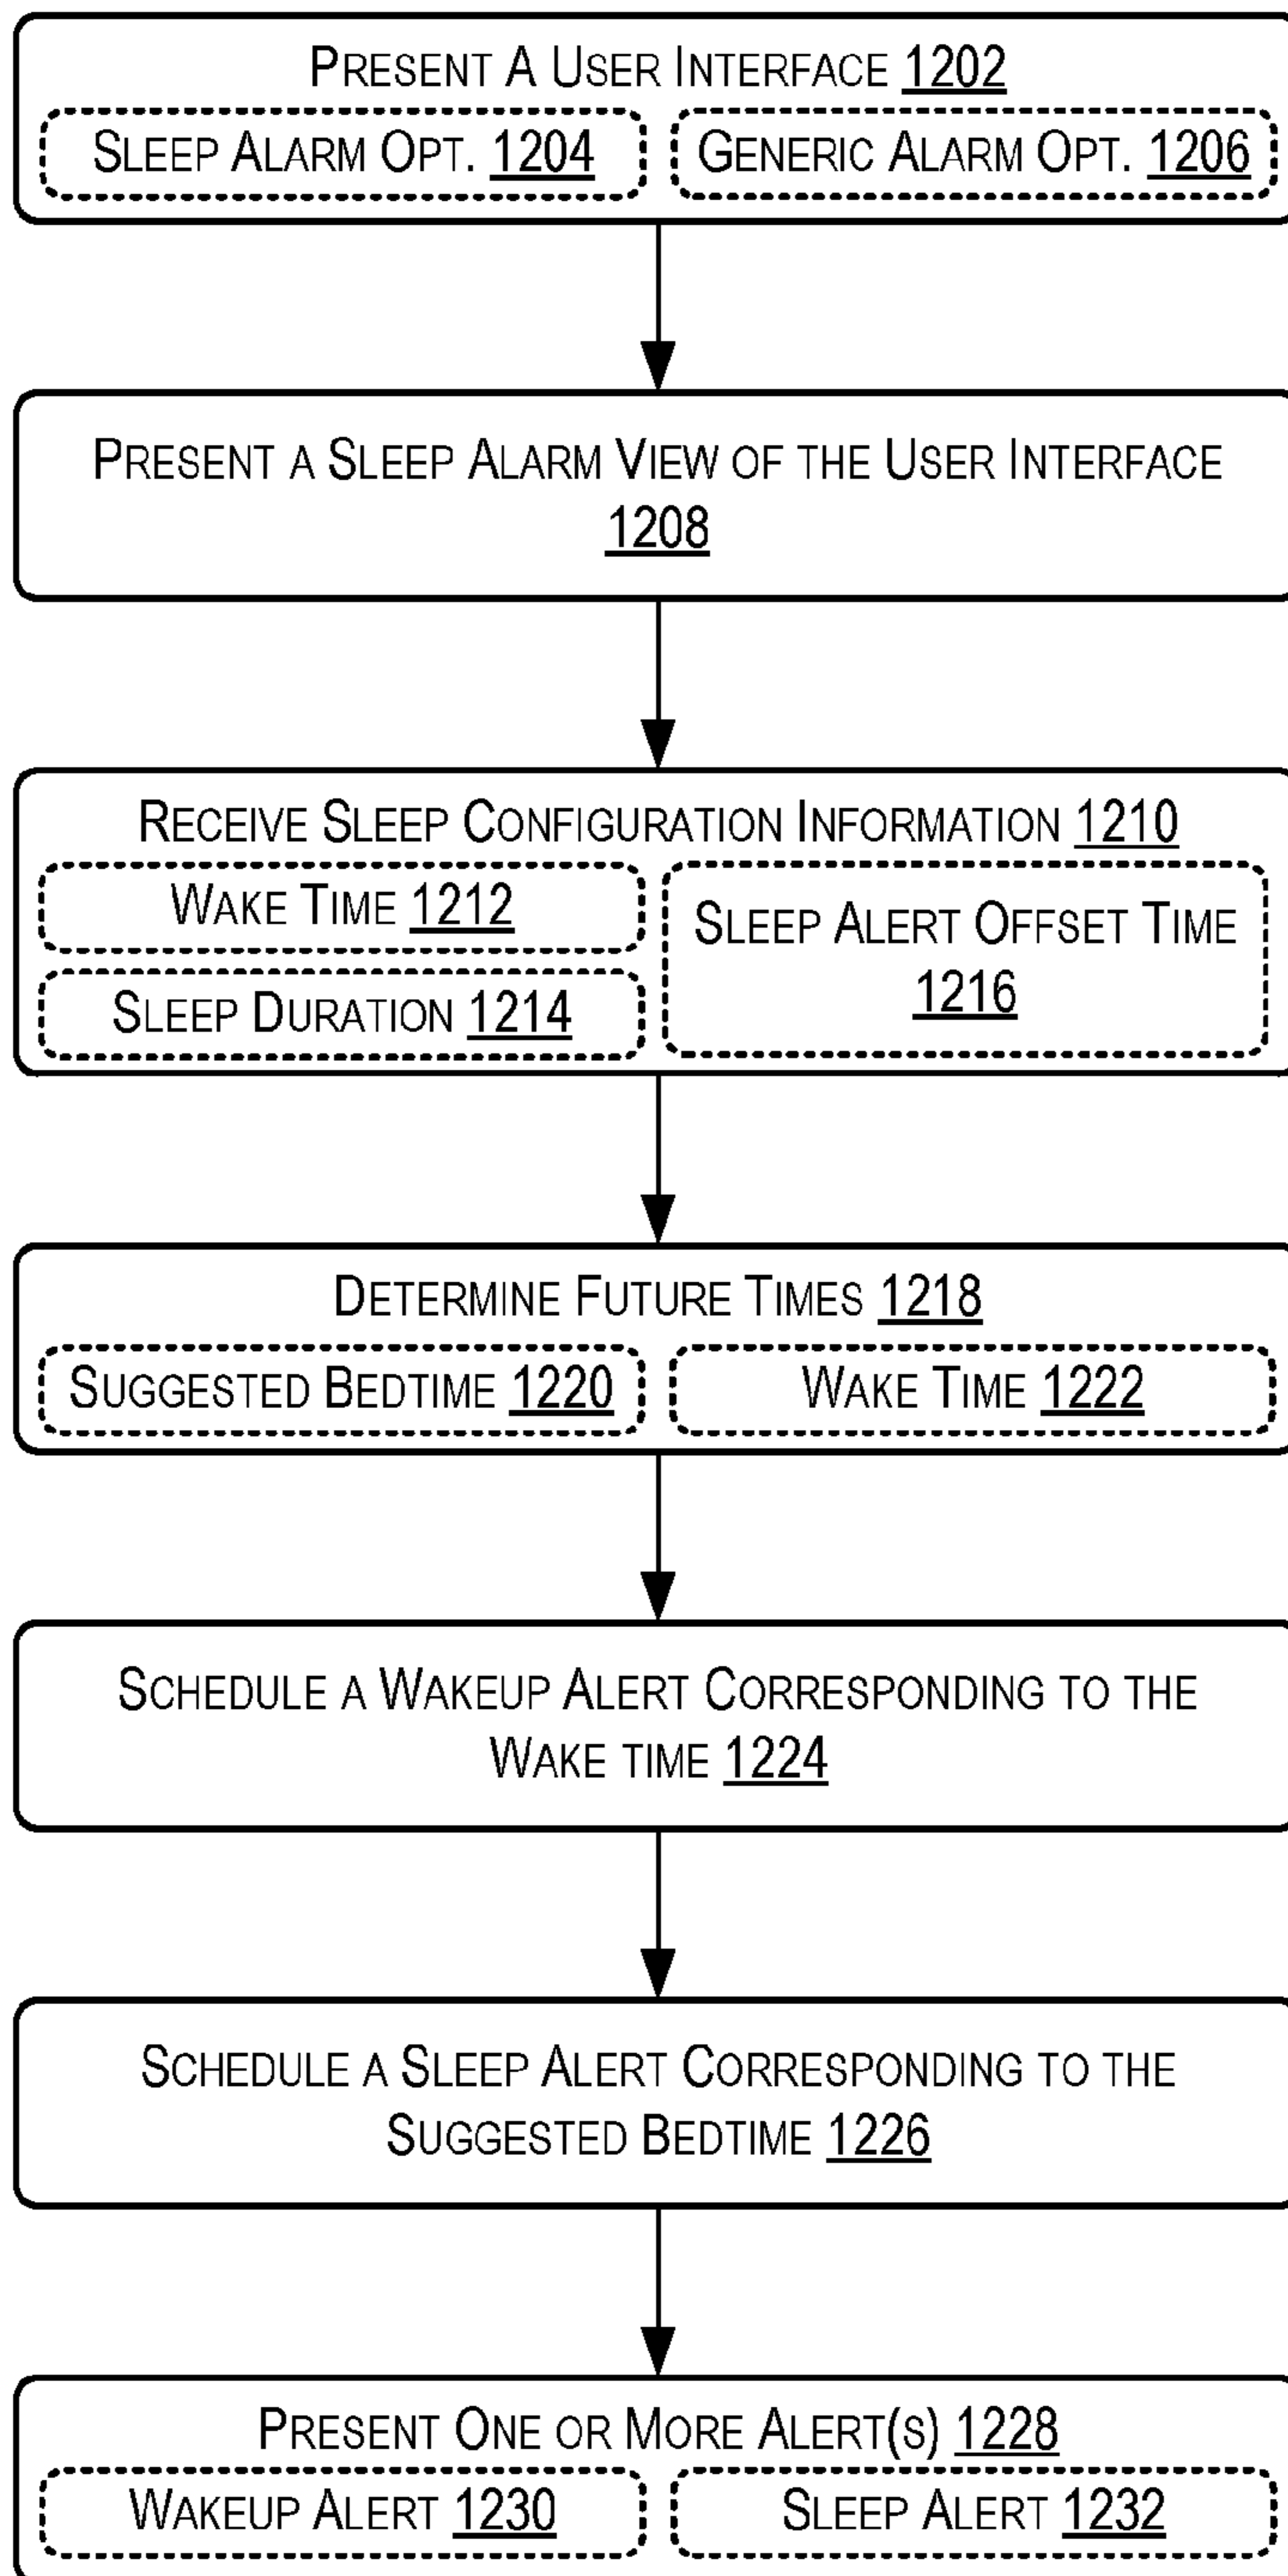 PRESENT A USER INTERFACE 1202
SLEEP ALARM OPT. 1204
GENERIC ALARM OPT. 1206
PRESENT A SLEEP ALARM VIEW OF THE USER INTERFACE
1208
RECEIVE SLEEP CONFIGURATION INFORMATION 1210
WAKE TIME 1212
SLEEP DURATION 1214
SLEEP ALERT OFFSET TIME
1216
DETERMINE FUTURE TIMES 1218
SUGGESTED BEDTIME 1220
WAKE TIME 1222
SCHEDULE A WAKEUP ALERT CORRESPONDING TO THE
WAKE TIME 1224
SCHEDULE A SLEEP ALERT CORRESPONDING TO THE
SUGGESTED BEDTIME 1226
PRESENT ONE OR MORE ALERT(S) 1228
WAKEUP ALERT 1230
SLEEP ALERT 1232